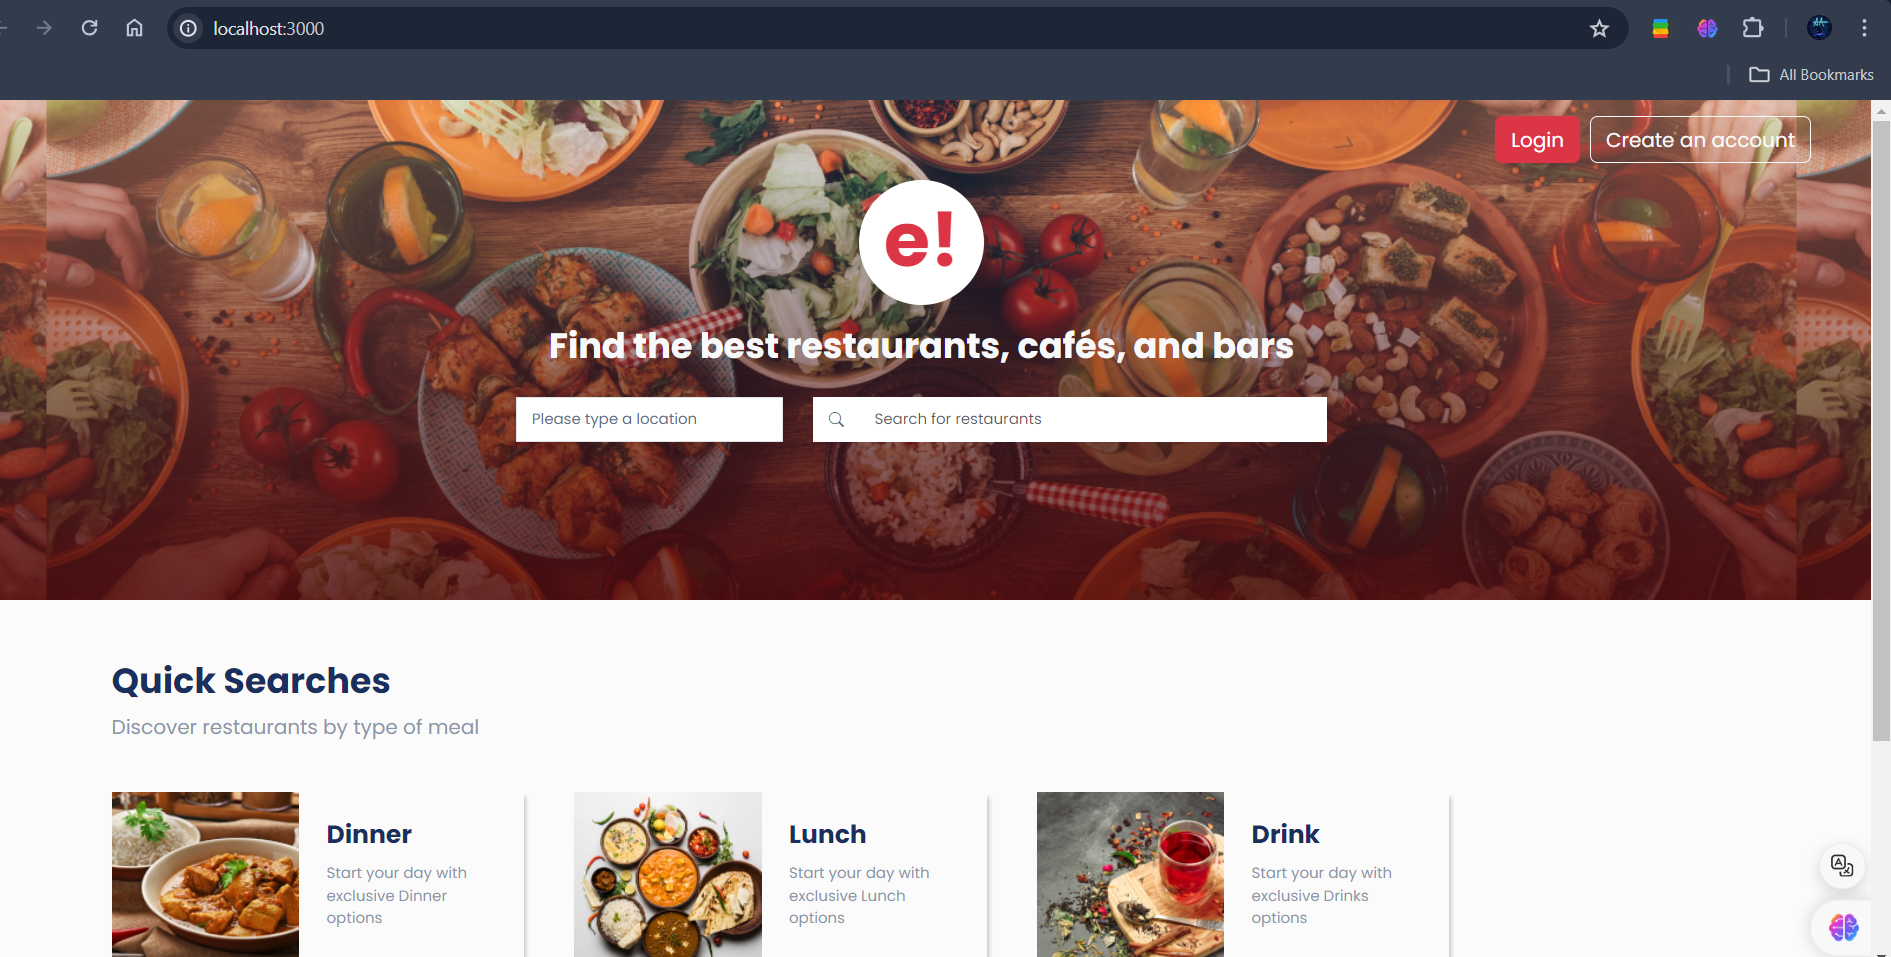 localhost:3000
All Bookmarks
Login
Create an account
e!
Find the best restaurants, cafés, and bars
Please type a location
Search for restaurants
Quick Searches
Discover restaurants by type of meal
Dinner
Start your day with
exclusive Dinner
options
Lunch
Start your day with
exclusive Lunch
options
Drink
Start your day with
exclusive Drinks
options